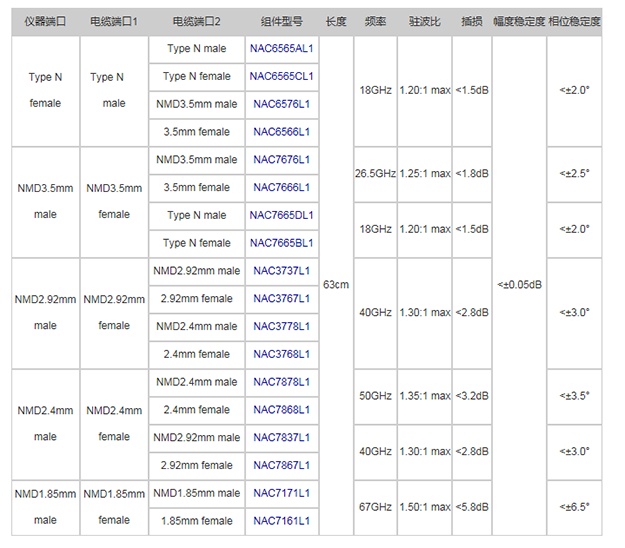 仪器端口 电缆端口1 电缆端口2 组件型号 长度 频率 驻波比 插损 幅度稳定度 相位稳定度
Type N female Type N male Type N male NAC6565AL1 63cm 18GHz 1.20:1 max <1.5dB <±0.05dB <±2.0°
Type N female NAC6565CL1
NMD3.5mm male NAC6576L1
3.5mm female NAC6566L1
NMD3.5mm male NMD3.5mm female NMD3.5mm male NAC7676L1 26.5GHz 1.25:1 max <1.8dB <±2.5°
3.5mm female NAC7666L1
Type N male NAC7665DL1 18GHz 1.20:1 max <1.5dB <±2.0°
Type N female NAC7665BL1
NMD2.92mm male NMD2.92mm female NMD2.92mm male NAC3737L1 40GHz 1.30:1 max <2.8dB <±3.0°
2.92mm female NAC3767L1
NMD2.4mm male NAC3778L1
2.4mm female NAC3768L1
NMD2.4mm male NMD2.4mm female NMD2.4mm male NAC7878L1 50GHz 1.35:1 max <3.2dB <±3.5°
2.4mm female NAC7868L1
NMD2.92mm male NAC7837L1 40GHz 1.30:1 max <2.8dB <±3.0°
2.92mm female NAC7867L1
NMD1.85mm male NMD1.85mm female NMD1.85mm male NAC7171L1 67GHz 1.50:1 max <5.8dB <±6.5°
1.85mm female NAC7161L1